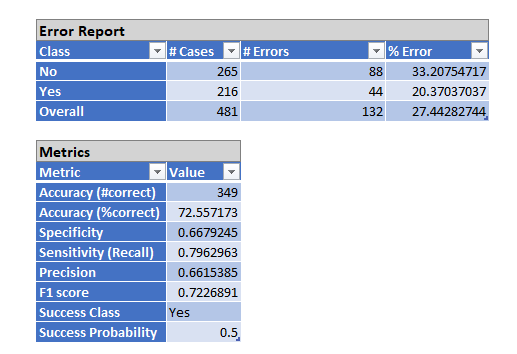 Error Report
Class # Cases # Errors % Error
No 265 88 33.20754717
Yes 216 44 20.37037037
Overall 481 132 27.44282744
Metrics
Metric Value
Accuracy (#correct) 349
Accuracy (%correct) 72.557173
Specificity 0.6679245
Sensitivity (Recall) 0.7962963
Precision 0.6615385
F1 score 0.7226891
Success Class Yes
Success Probability 0.5